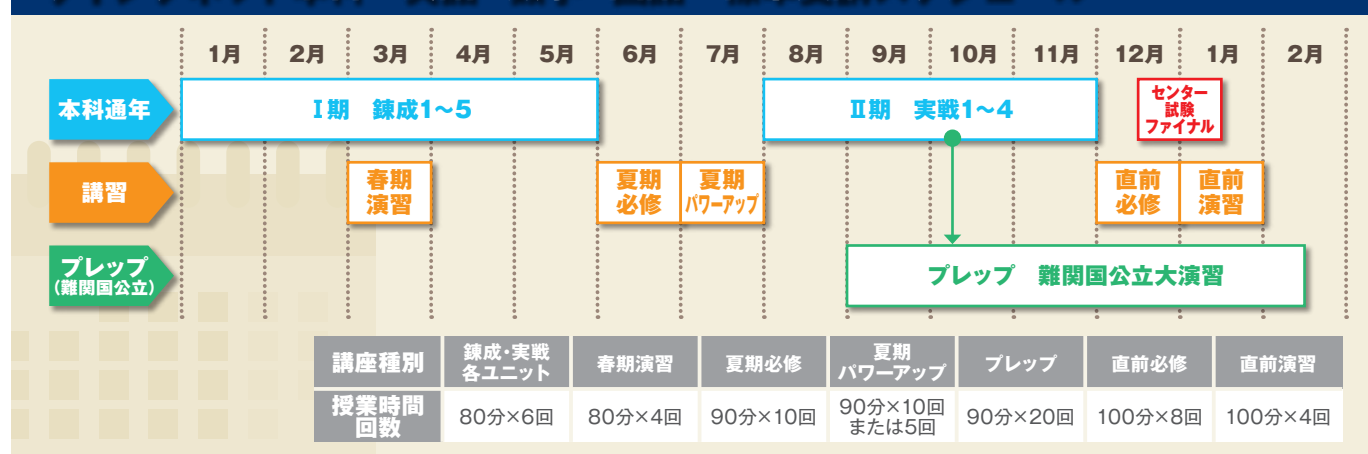 1月 2月 3月 4月 5月 6月 7月 8月 9月 10月 11月 12月 1月 2月
本科通年
Ⅰ期 錬成1～5
Ⅱ期 実戦1～4
センター
試験
ファイナル
講習
春期
演習
夏期
必修
夏期
パワーアップ
直前
必修
直前
演習
プレップ
(難関国公立)
プレップ 難関国公立大演習
講座種別
錬成・実戦
各ユニット
春期演習
夏期必修
夏期
パワーアップ
プレップ
直前必修
直前演習
授業時間
回数
80分×6回
80分×4回
90分×10回
90分×10回
または5回
90分×20回
100分×8回
100分×4回